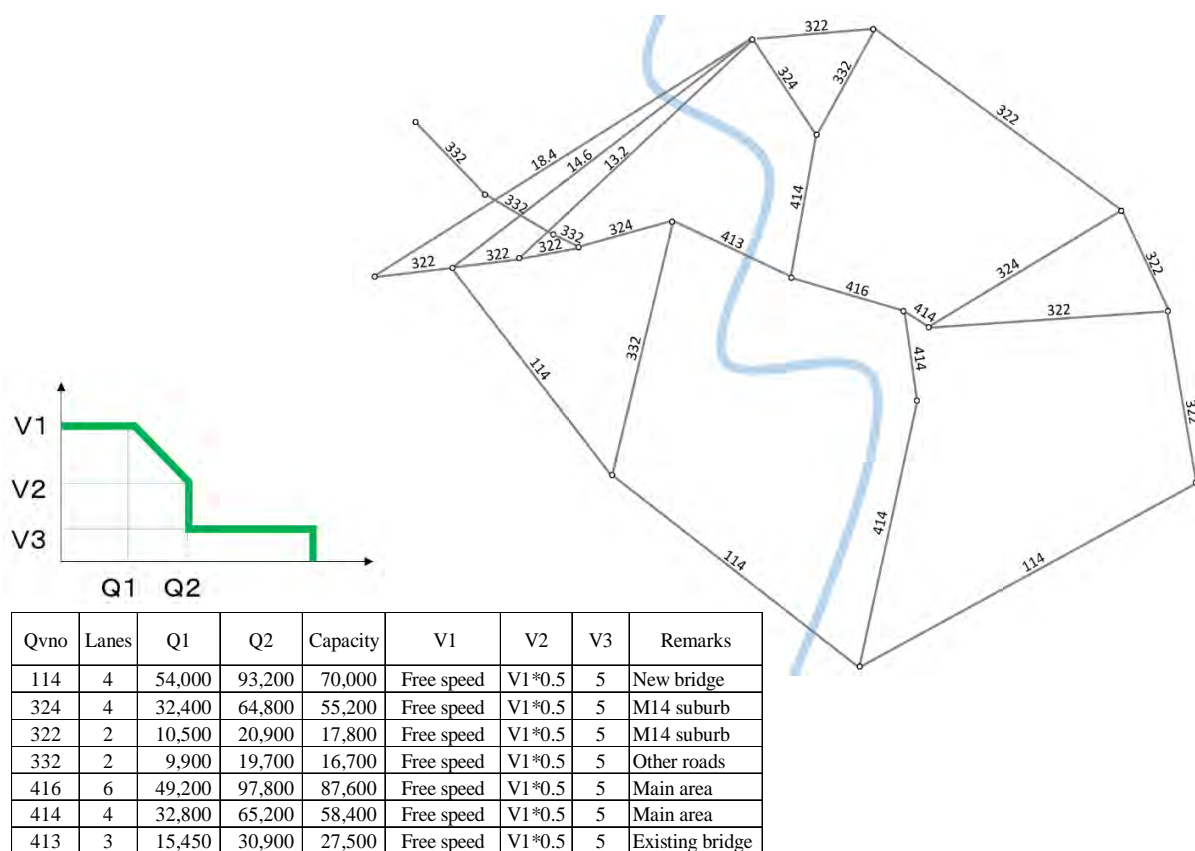 322
324
332
332
18.4
14.6
13.2
322
332
414
332
324
413
322
322
322
416
324
322
414
322
114
332
414
322
414
114
114
V1
V2
V3
Q1 Q2
Qvno Lanes Q1 Q2 Capacity V1 V2 V3 Remarks
114 4 54,000 93,200 70,000 Free speed V1*0.5 5 New bridge
324 4 32,400 64,800 55,200 Free speed V1*0.5 5 M14 suburb
322 2 10,500 20,900 17,800 Free speed V1*0.5 5 M14 suburb
332 2 9,900 19,700 16,700 Free speed V1*0.5 5 Other roads
416 6 49,200 97,800 87,600 Free speed V1*0.5 5 Main area
414 4 32,800 65,200 58,400 Free speed V1*0.5 5 Main area
413 3 15,450 30,900 27,500 Free speed V1*0.5 5 Existing bridge